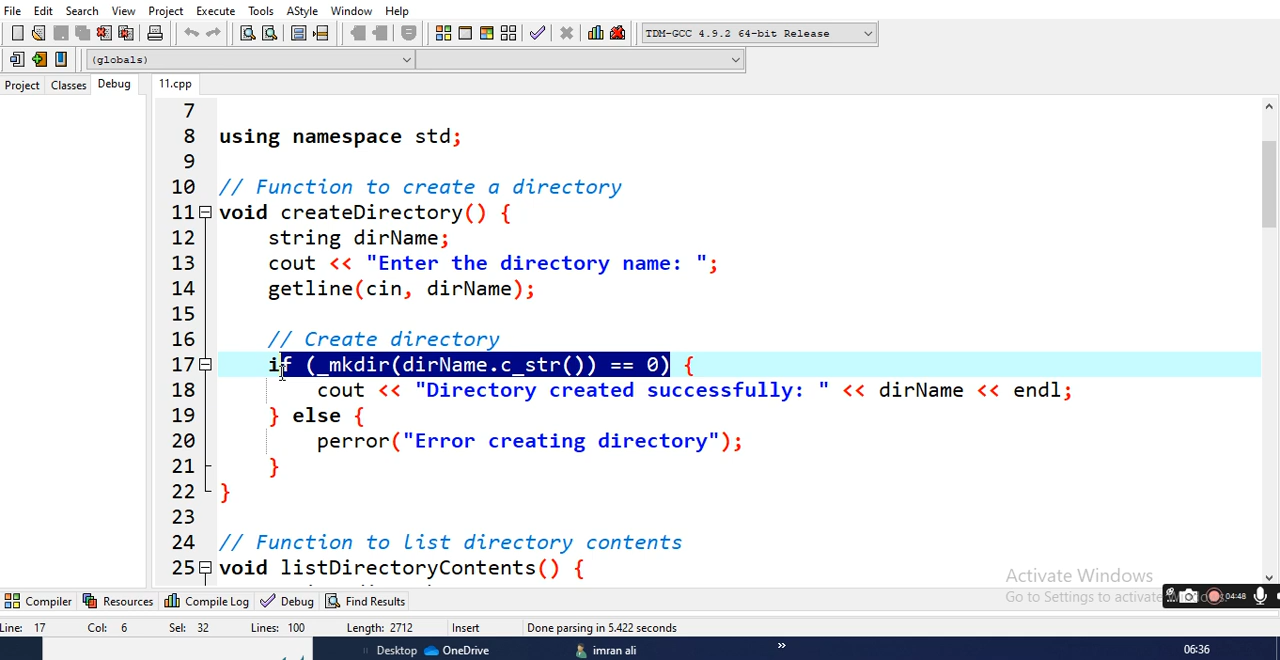 File Edit Search View Project Execute Tools AStyle Window Help
TDM-GCC 4.9.2 64-bit Release
(globals)
Project Classes Debug 11.cpp
7
8 using namespace std;
9
10 // Function to create a directory
11 void createDirectory() {
12 string dirName;
13 cout << "Enter the directory name: ";
14 getline(cin, dirName);
15
16 // Create directory
17 if (_mkdir(dirName.c_str()) == 0) {
18 cout << "Directory created successfully: " << dirName << endl;
19 } else {
20 perror("Error creating directory");
21 }
22 }
23
24 // Function to list directory contents
25 void listDirectoryContents() {
Activate Windows
Go to Settings to activate
04:48
Compiler Resources Compile Log Debug Find Results
Line: 17 Col: 6 Sel: 32 Lines: 100 Length: 2712 Insert Done parsing in 5.422 seconds
Desktop OneDrive imran ali » 06:36